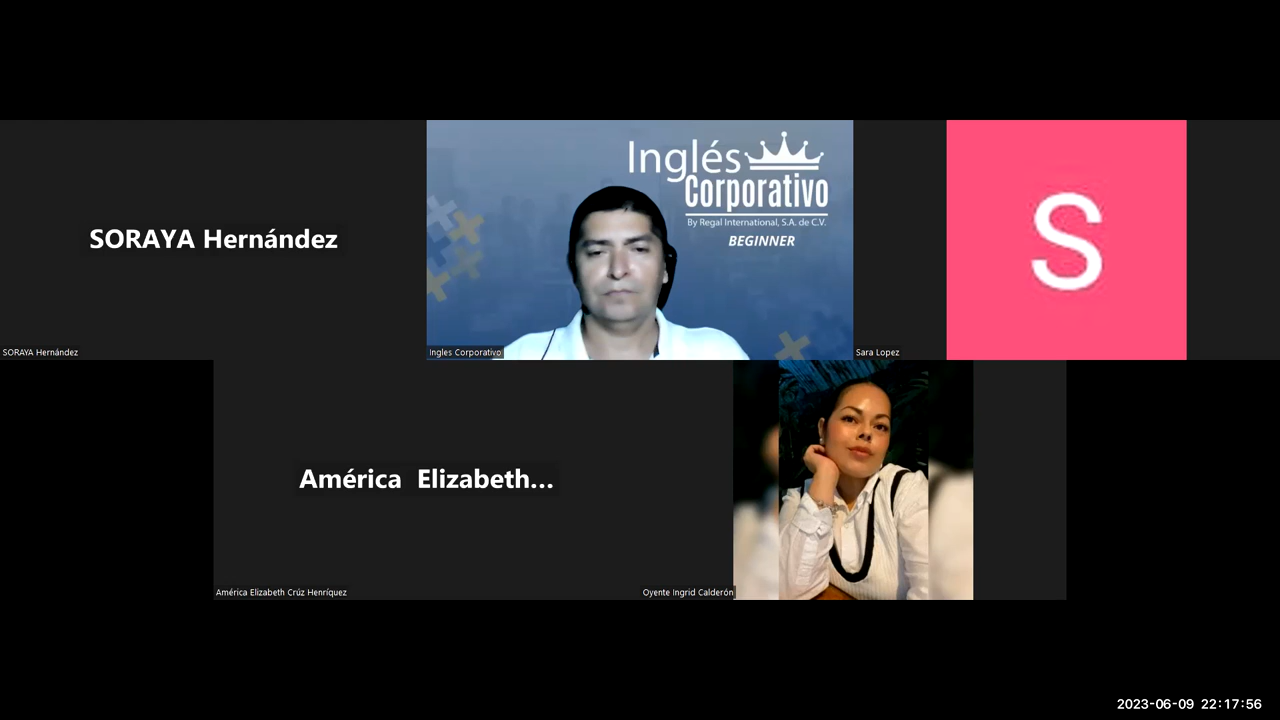 SORAYA Hernández
SORAYA Hernández
Inglés
Corporativo
By Regal International, S.A. de C.V.
BEGINNER
Ingles Corporativo
S
Sara Lopez
América Elizabeth...
América Elizabeth Crúz Henríquez
Oyente Ingrid Calderón
2023-06-09 22:17:56